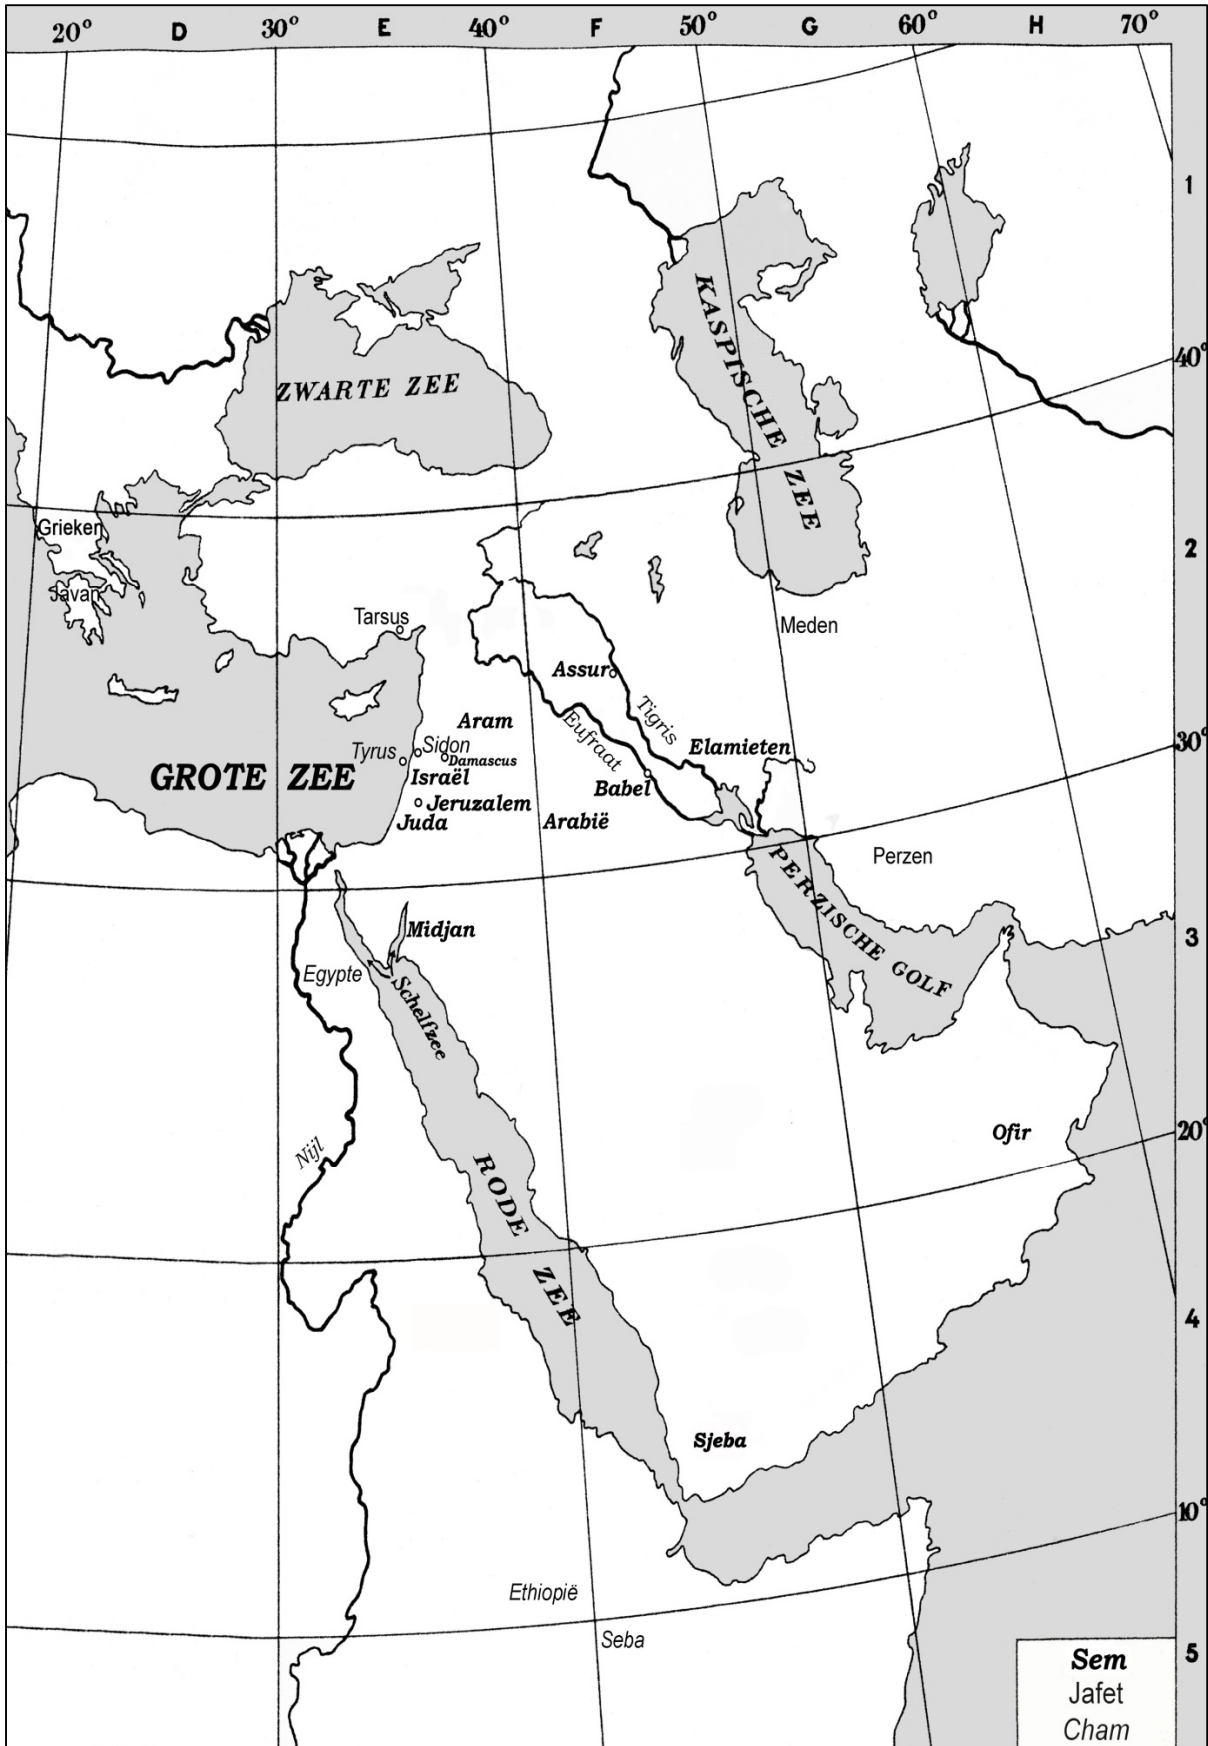 20° D 30° E 40° F 50° G 60° H 70°
1
KASPISCHE ZEE
40°
ZWARTE ZEE
Grieken
2
Javan
Tarsus
Meden
Assur
Tigris
Aram
Eufraat
Elamieten
30°
Tyrus
Sidon
Damascus
GROTE ZEE
Israël
Babel
Jeruzalem
Juda
Arabië
Perzen
PERZISCHE GOLF
Midjan
3
Egypte
Schelfzee
Ofir
20°
Nijl
RODE ZEE
4
Sjeba
10°
Ethiopië
Seba
5
Sem
Jafet
Cham